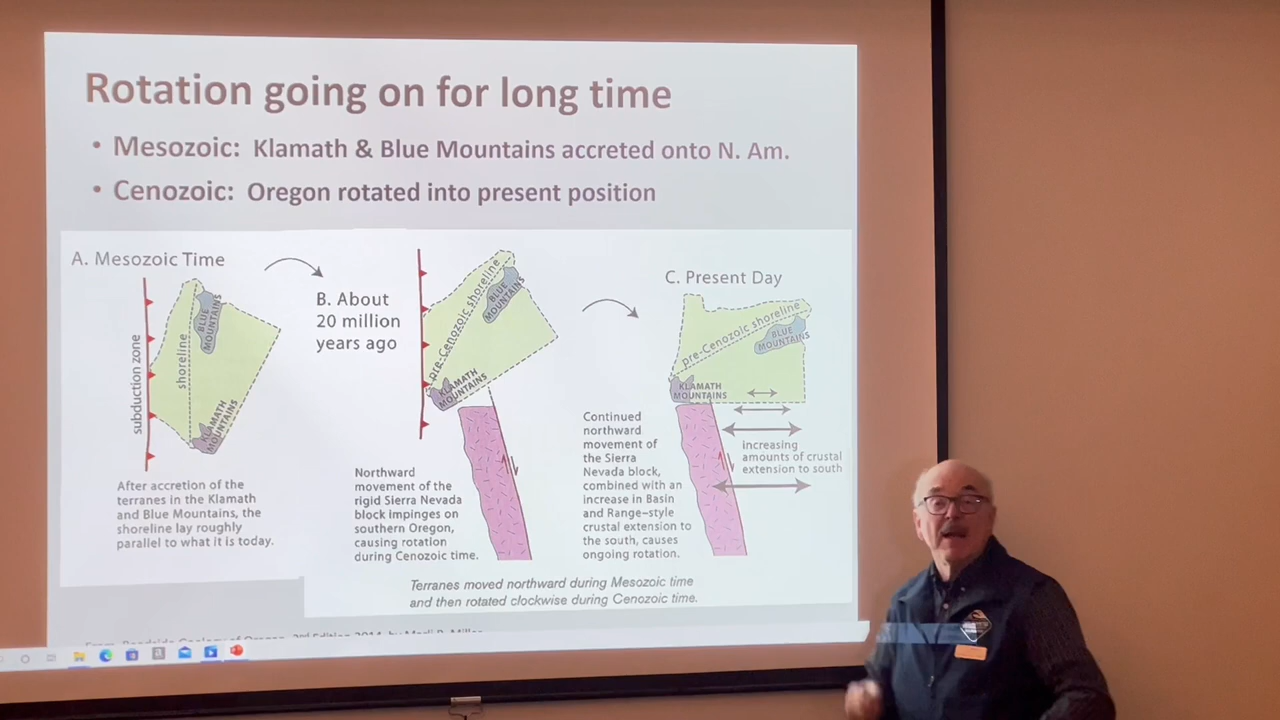 Rotation going on for long time
• Mesozoic: Klamath & Blue Mountains accreted onto N. Am.
• Cenozoic: Oregon rotated into present position
A. Mesozoic Time
subduction zone
shoreline
BLUE
MOUNTAINS
KLAMATH
MOUNTAINS
After accretion of the
terranes in the Klamath
and Blue Mountains, the
shoreline lay roughly
parallel to what it is today.
B. About
20 million
years ago
pre-Cenozoic shoreline
BLUE
MOUNTAINS
KLAMATH
MOUNTAINS
Northward
movement of the
rigid Sierra Nevada
block impinges on
southern Oregon,
causing rotation
during Cenozoic time.
C. Present Day
pre-Cenozoic shoreline
BLUE
MOUNTAINS
KLAMATH
MOUNTAINS
increasing
amounts of crustal
extension to south
Continued
northward
movement of
the Sierra
Nevada block,
combined with an
increase in Basin
and Range–style
crustal extension to
the south, causes
ongoing rotation.
Terranes moved northward during Mesozoic time
and then rotated clockwise during Cenozoic time.